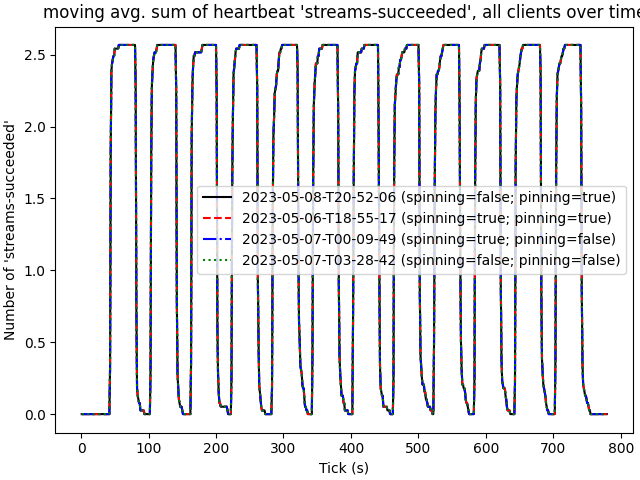 moving avg. sum of heartbeat 'streams-succeeded', all clients over time
Number of 'streams-succeeded'
2.5
2.0
1.5
1.0
0.5
0.0
2023-05-08-T20-52-06 (spinning=false; pinning=true)
2023-05-06-T18-55-17 (spinning=true; pinning=true)
2023-05-07-T00-09-49 (spinning=true; pinning=false)
2023-05-07-T03-28-42 (spinning=false; pinning=false)
0 100 200 300 400 500 600 700 800
Tick (s)